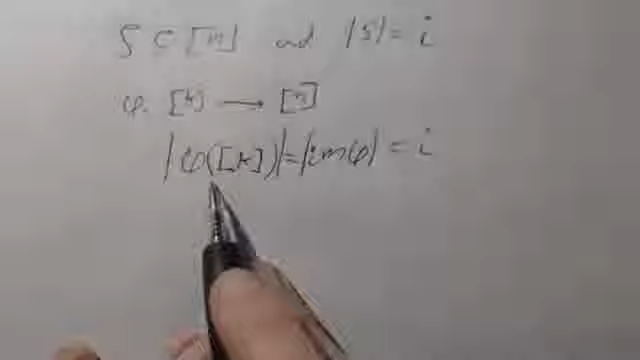 S ⊂ [n] and |S| = i
φ: [k] → [n]
|φ([k])| = |im φ| = i